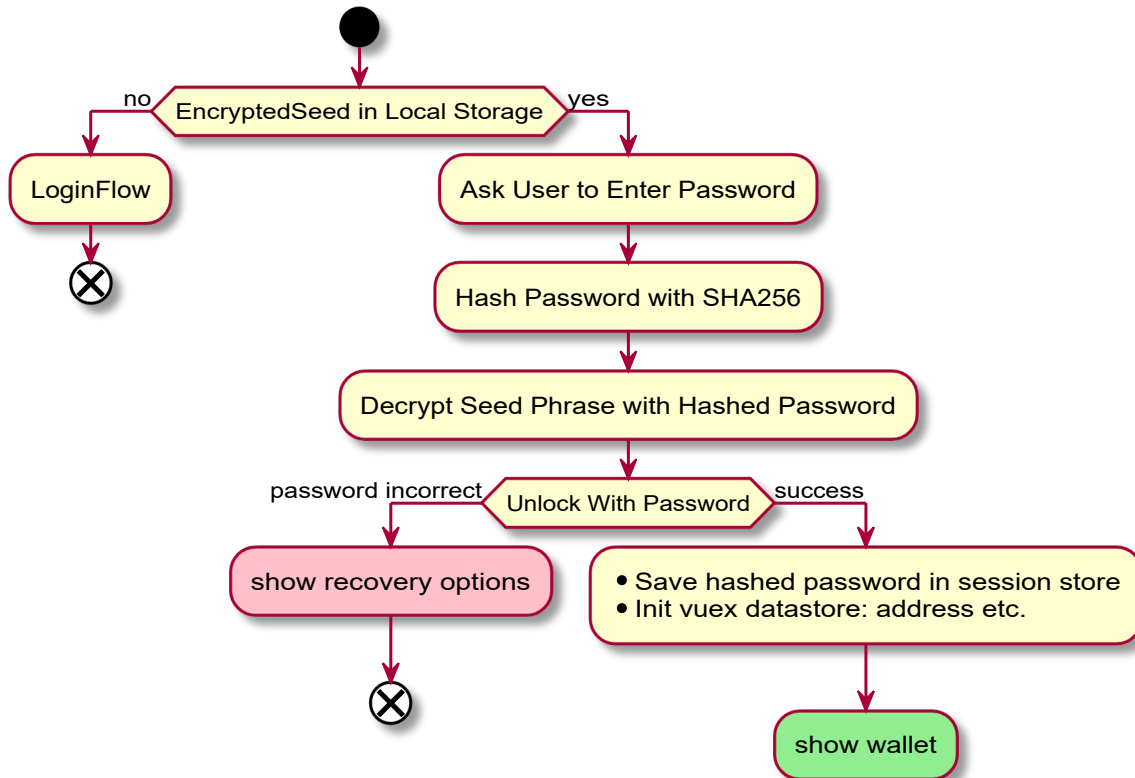 EncryptedSeed in Local Storage
no
yes
LoginFlow
Ask User to Enter Password
Hash Password with SHA256
Decrypt Seed Phrase with Hashed Password
Unlock With Password
password incorrect
success
show recovery options
• Save hashed password in session store
• Init vuex datastore: address etc.
show wallet